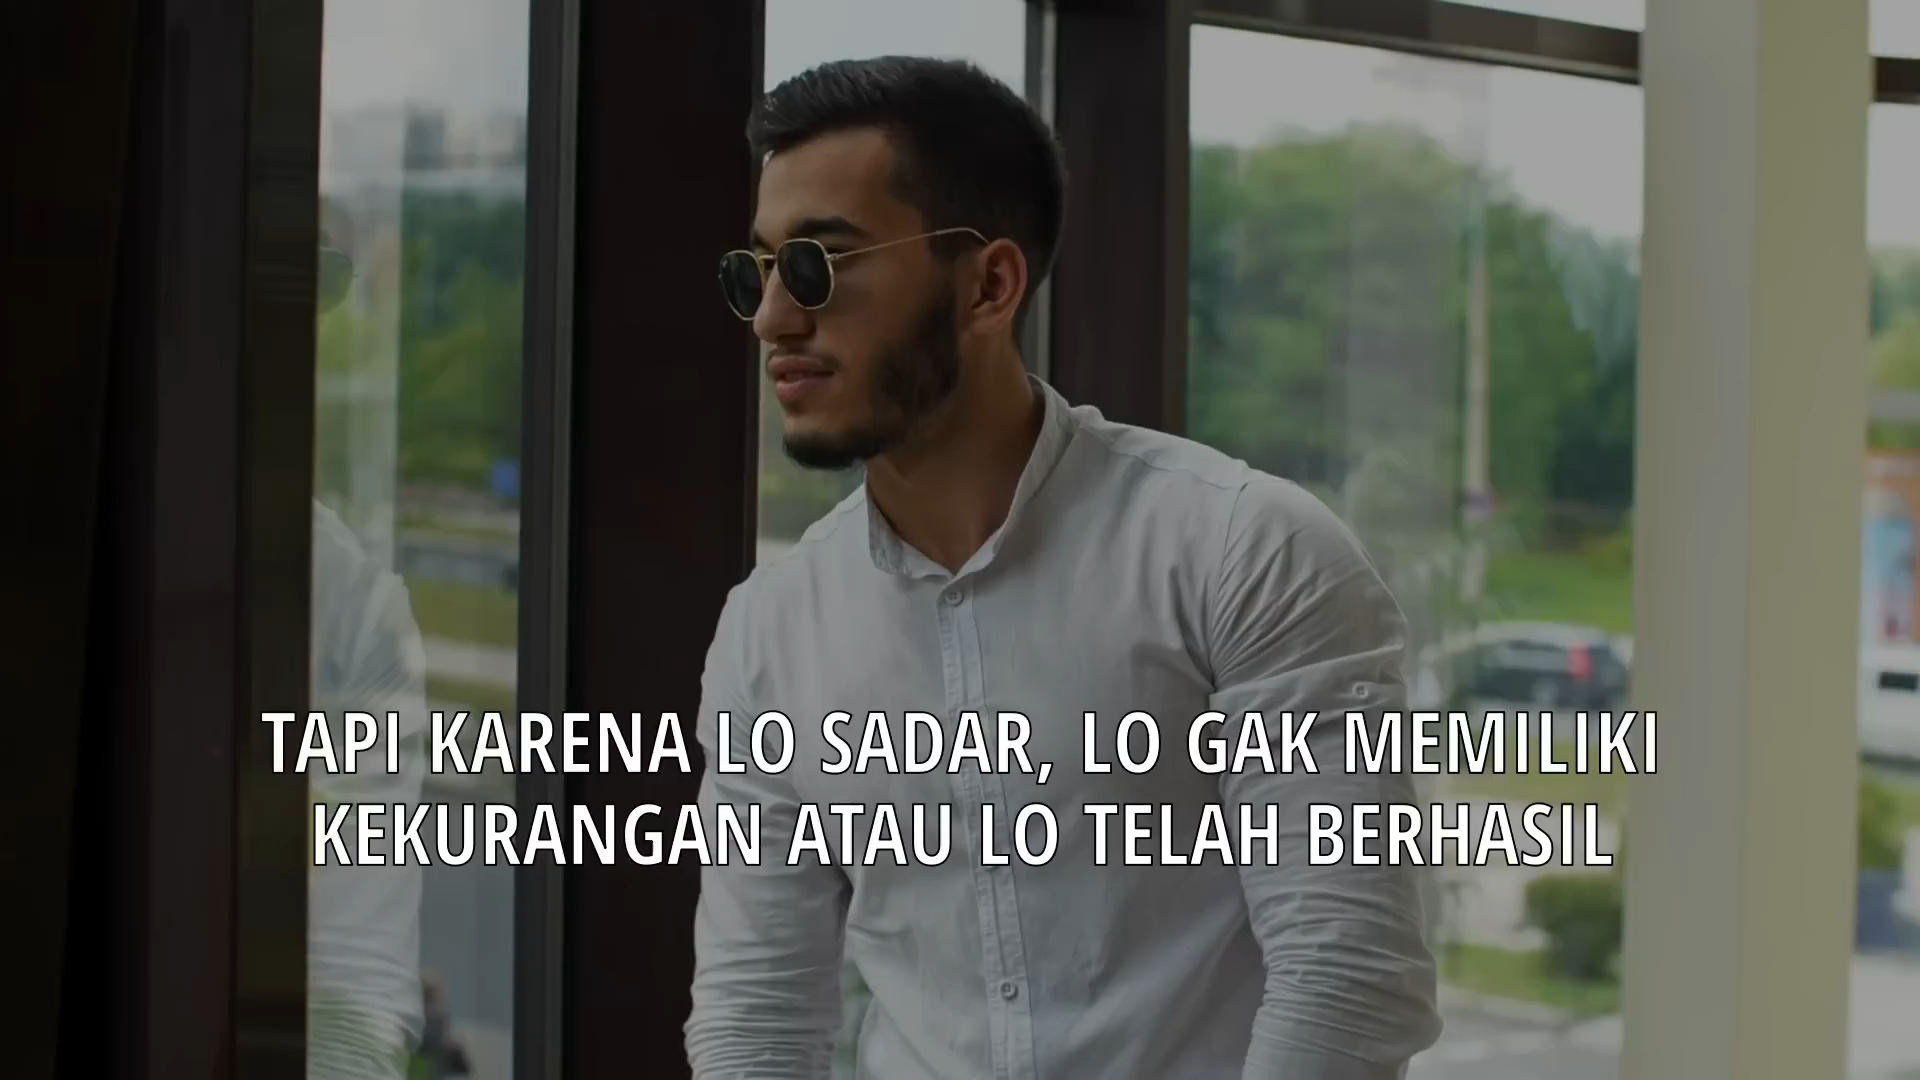 TAPI KARENA LO SADAR, LO GAK MEMILIKI
KEKURANGAN ATAU LO TELAH BERHASIL